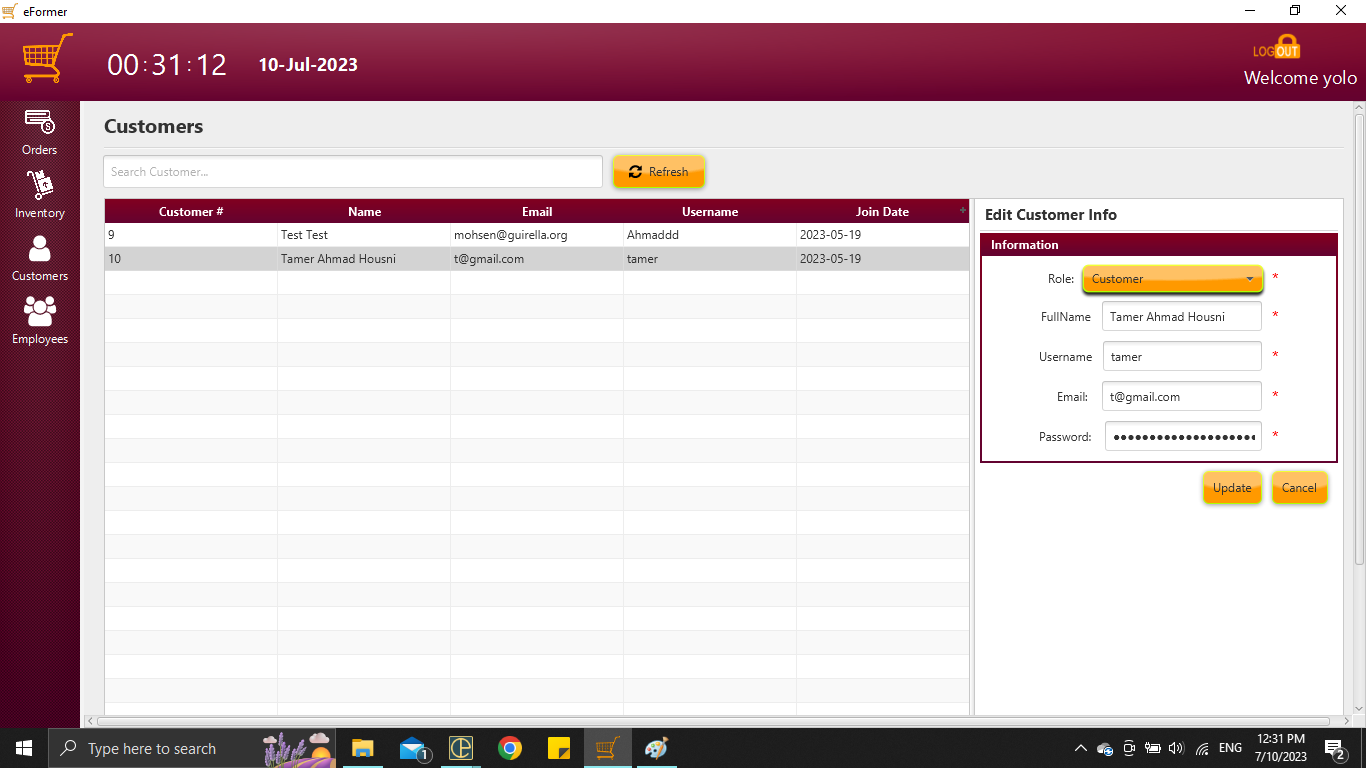 eFormer
00:31:12
10-Jul-2023
LOGOUT
Welcome yolo
Orders
Inventory
Customers
Employees
Customers
Search Customer...
Refresh
Customer # Name Email Username Join Date
9 Test Test mohsen@guirella.org Ahmaddd 2023-05-19
10 Tamer Ahmad Housni t@gmail.com tamer 2023-05-19
Edit Customer Info
Information
Role: Customer *
FullName Tamer Ahmad Housni *
Username tamer *
Email: t@gmail.com *
Password: ●●●●●●●●●●●●●●●●●●●● *
Update Cancel
Type here to search
1
ENG
12:31 PM
7/10/2023
2